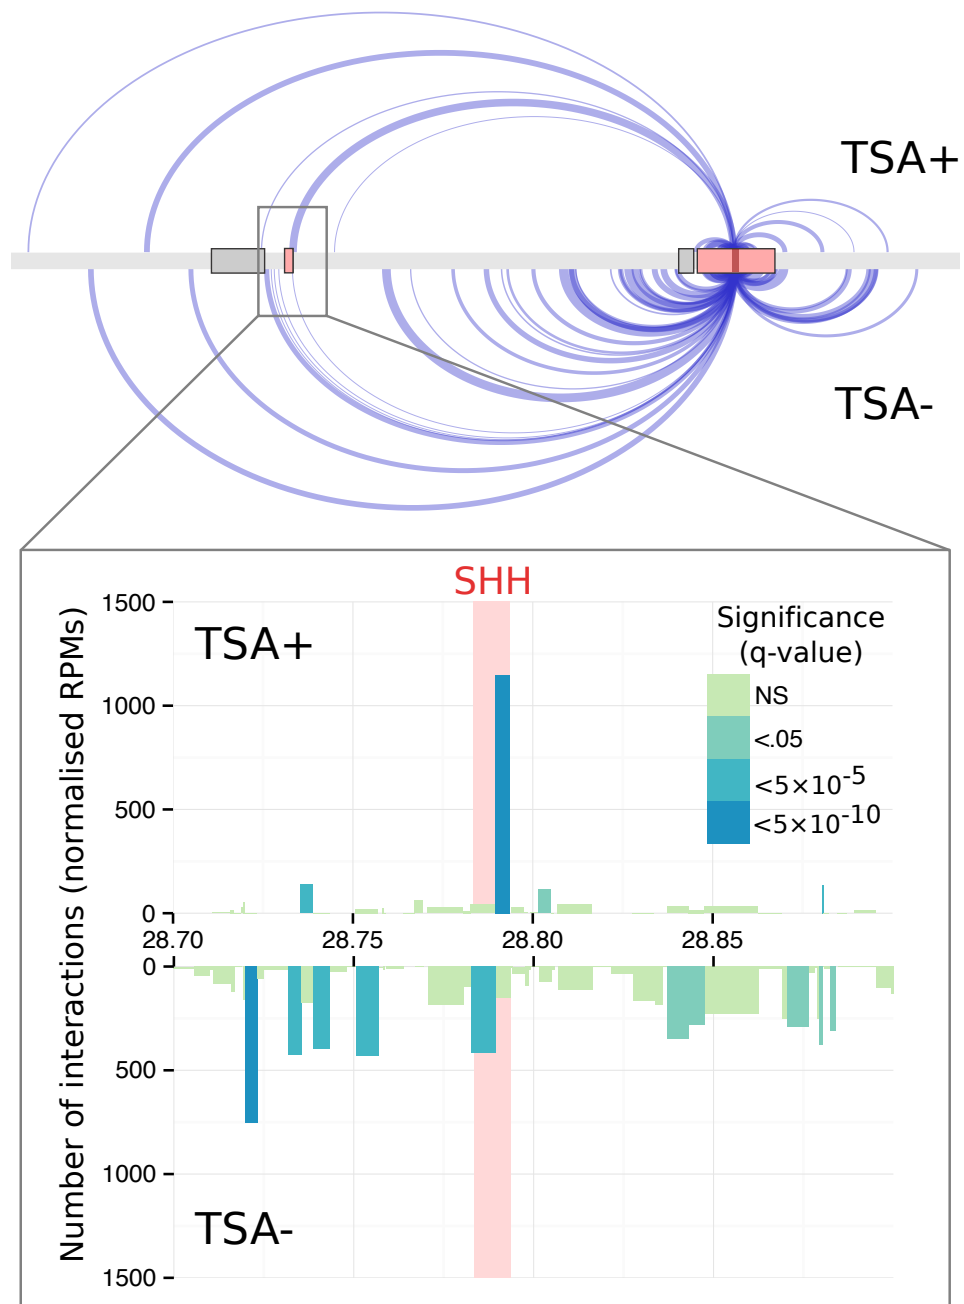 TSA+
TSA-
SHH
Number of interactions (normalised RPMs)
1500
1000
500
0
TSA+
Significance
(q-value)
NS
<.05
<5×10-5
<5×10-10
28.70
28.75
28.80
28.85
0
500
1000
1500
TSA-